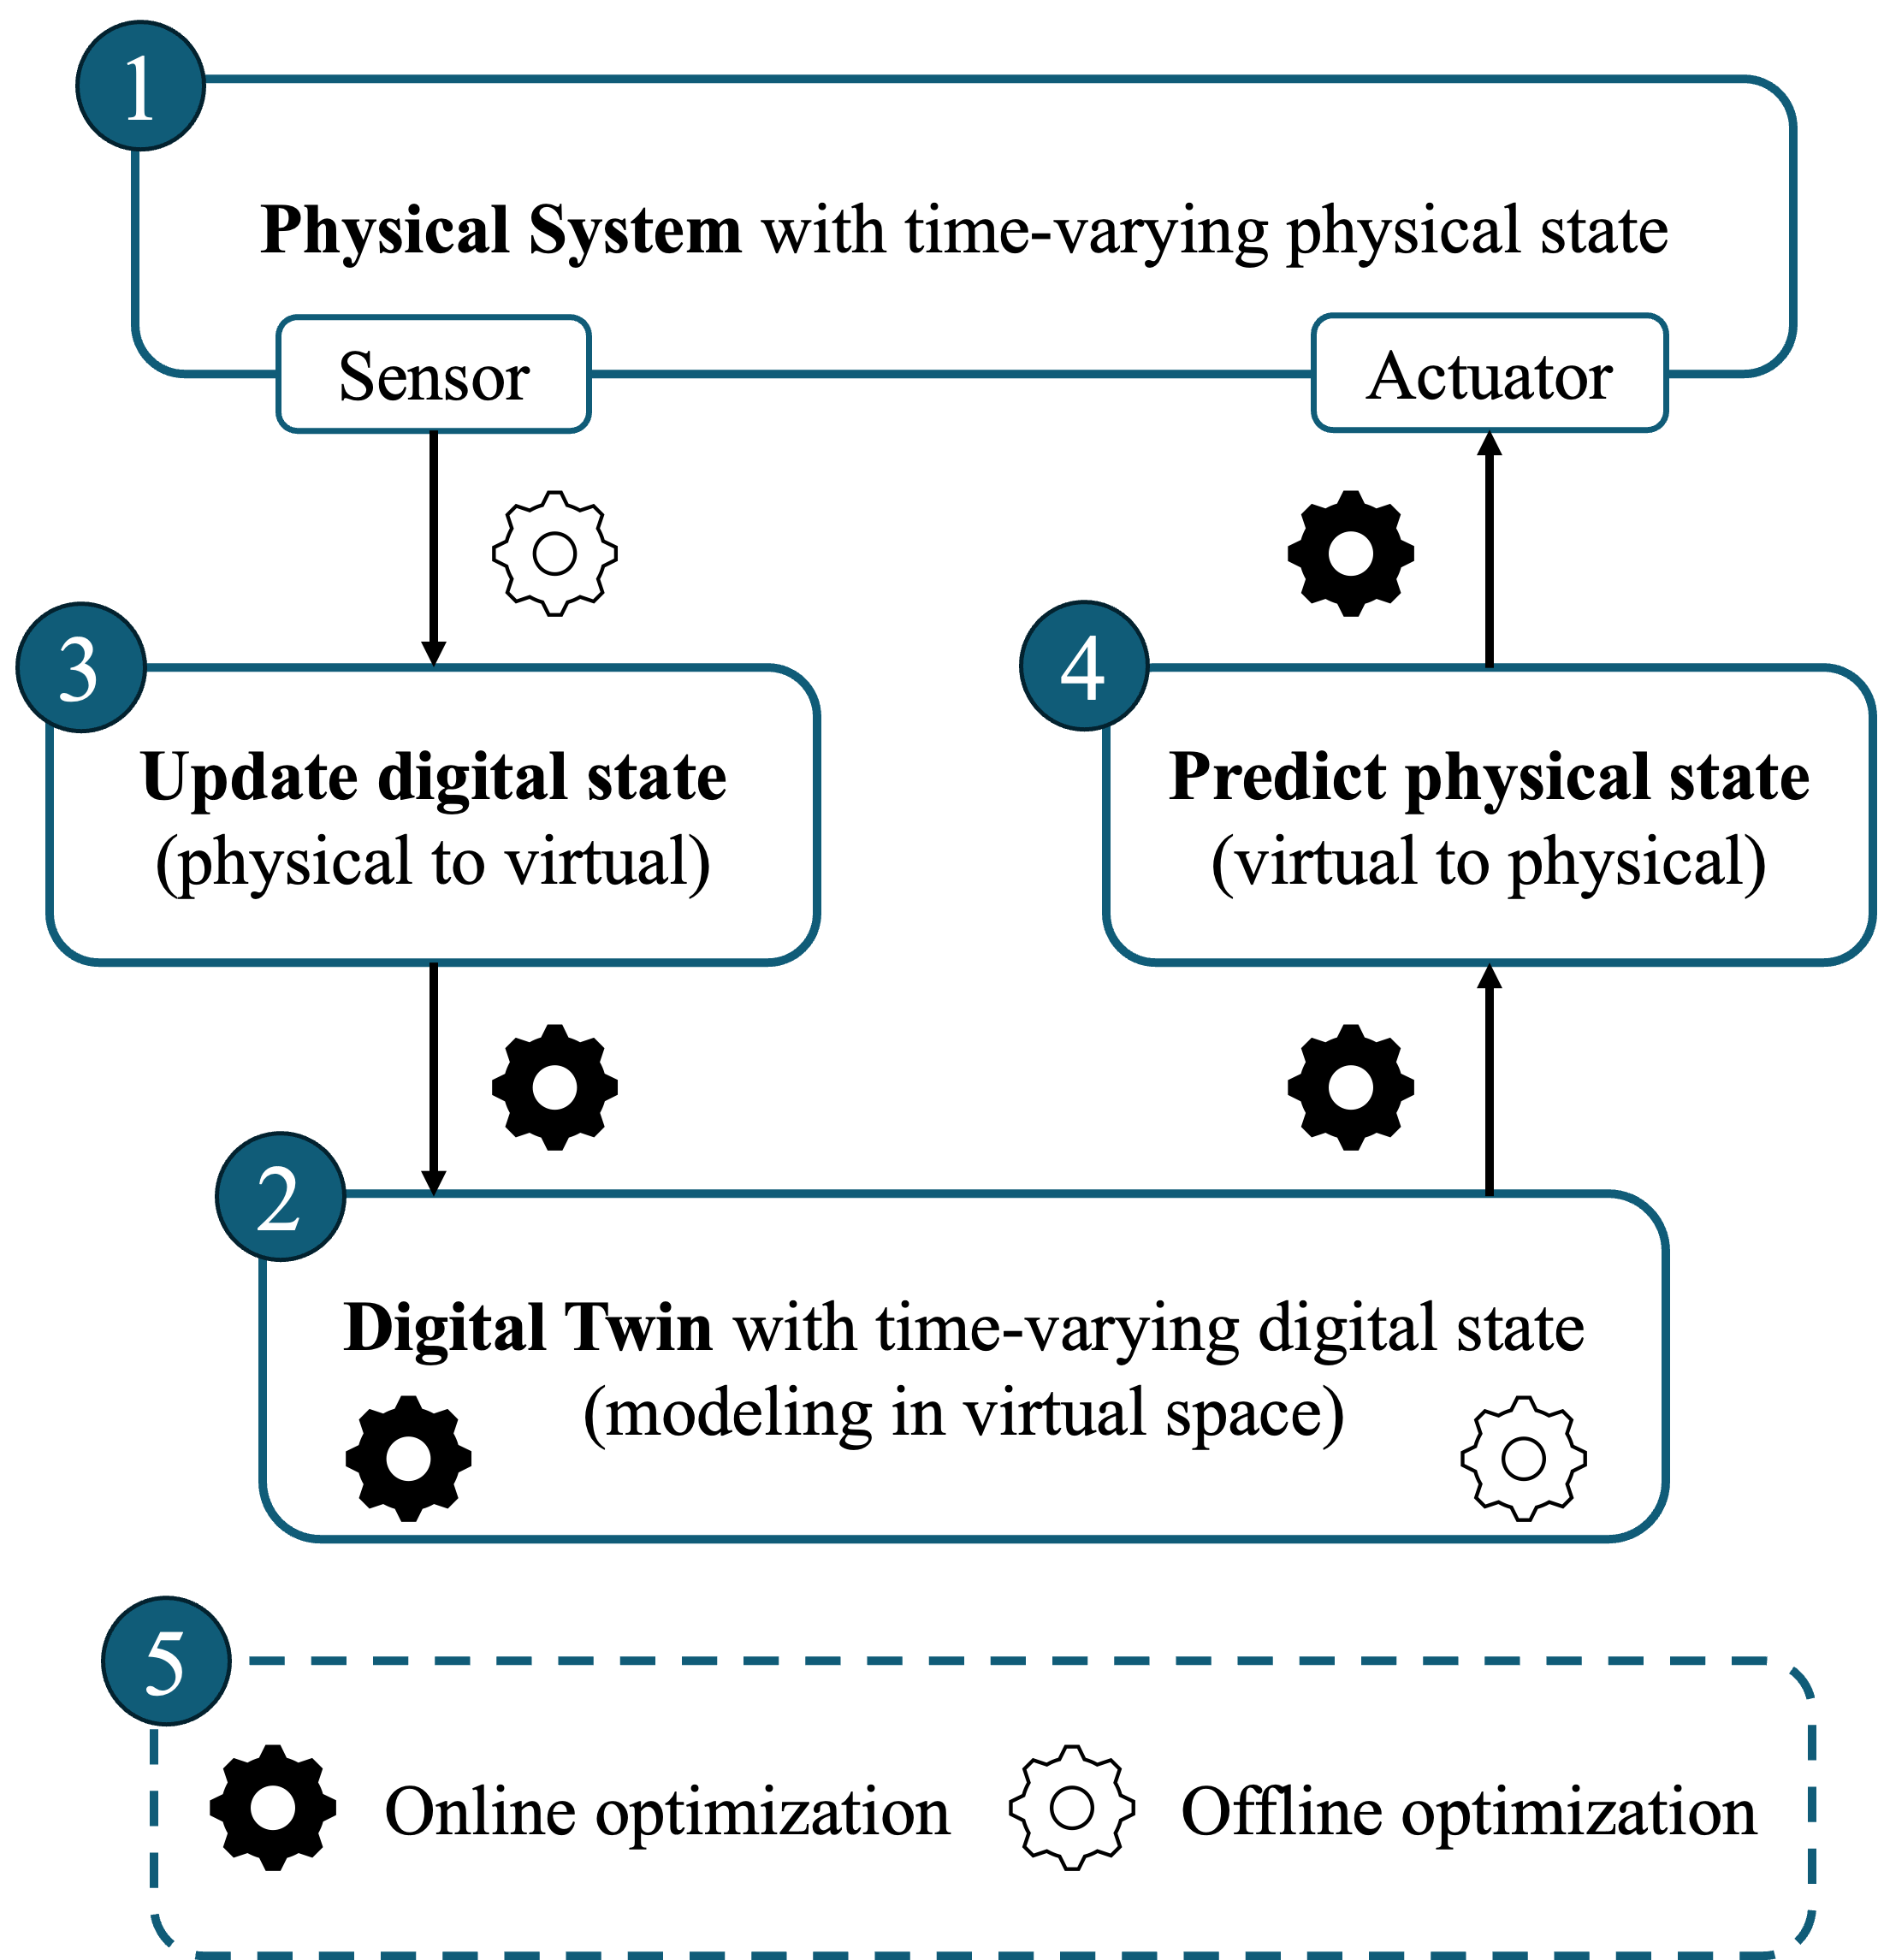 1
Physical System with time-varying physical state
Sensor
Actuator
3
Update digital state
(physical to virtual)
4
Predict physical state
(virtual to physical)
2
Digital Twin with time-varying digital state
(modeling in virtual space)
5
Online optimization
Offline optimization